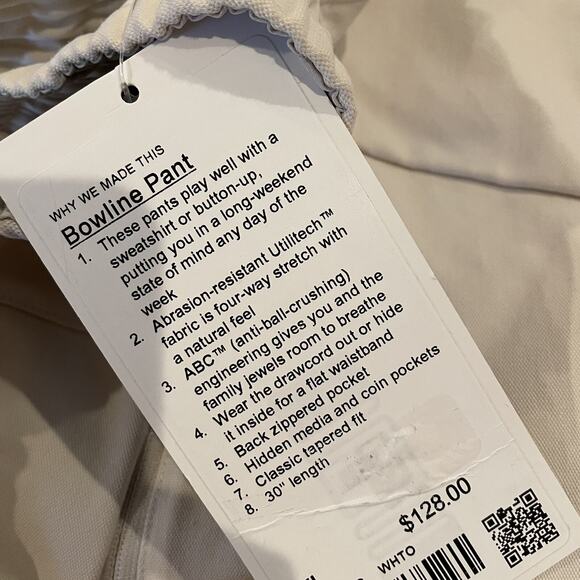 WHY WE MADE THIS
Bowline Pant
1. These pants play well with a
sweatshirt or button-up,
putting you in a long-weekend
state of mind any day of the
week
2. Abrasion-resistant Utilitech™
fabric is four-way stretch with
a natural feel
3. ABC™ (anti-ball-crushing)
engineering gives you and the
family jewels room to breathe
4. Wear the drawcord out or hide
it inside for a flat waistband
5. Back zippered pocket
6. Hidden media and coin pockets
7. Classic tapered fit
8. 30" length
$128.00
WHTO